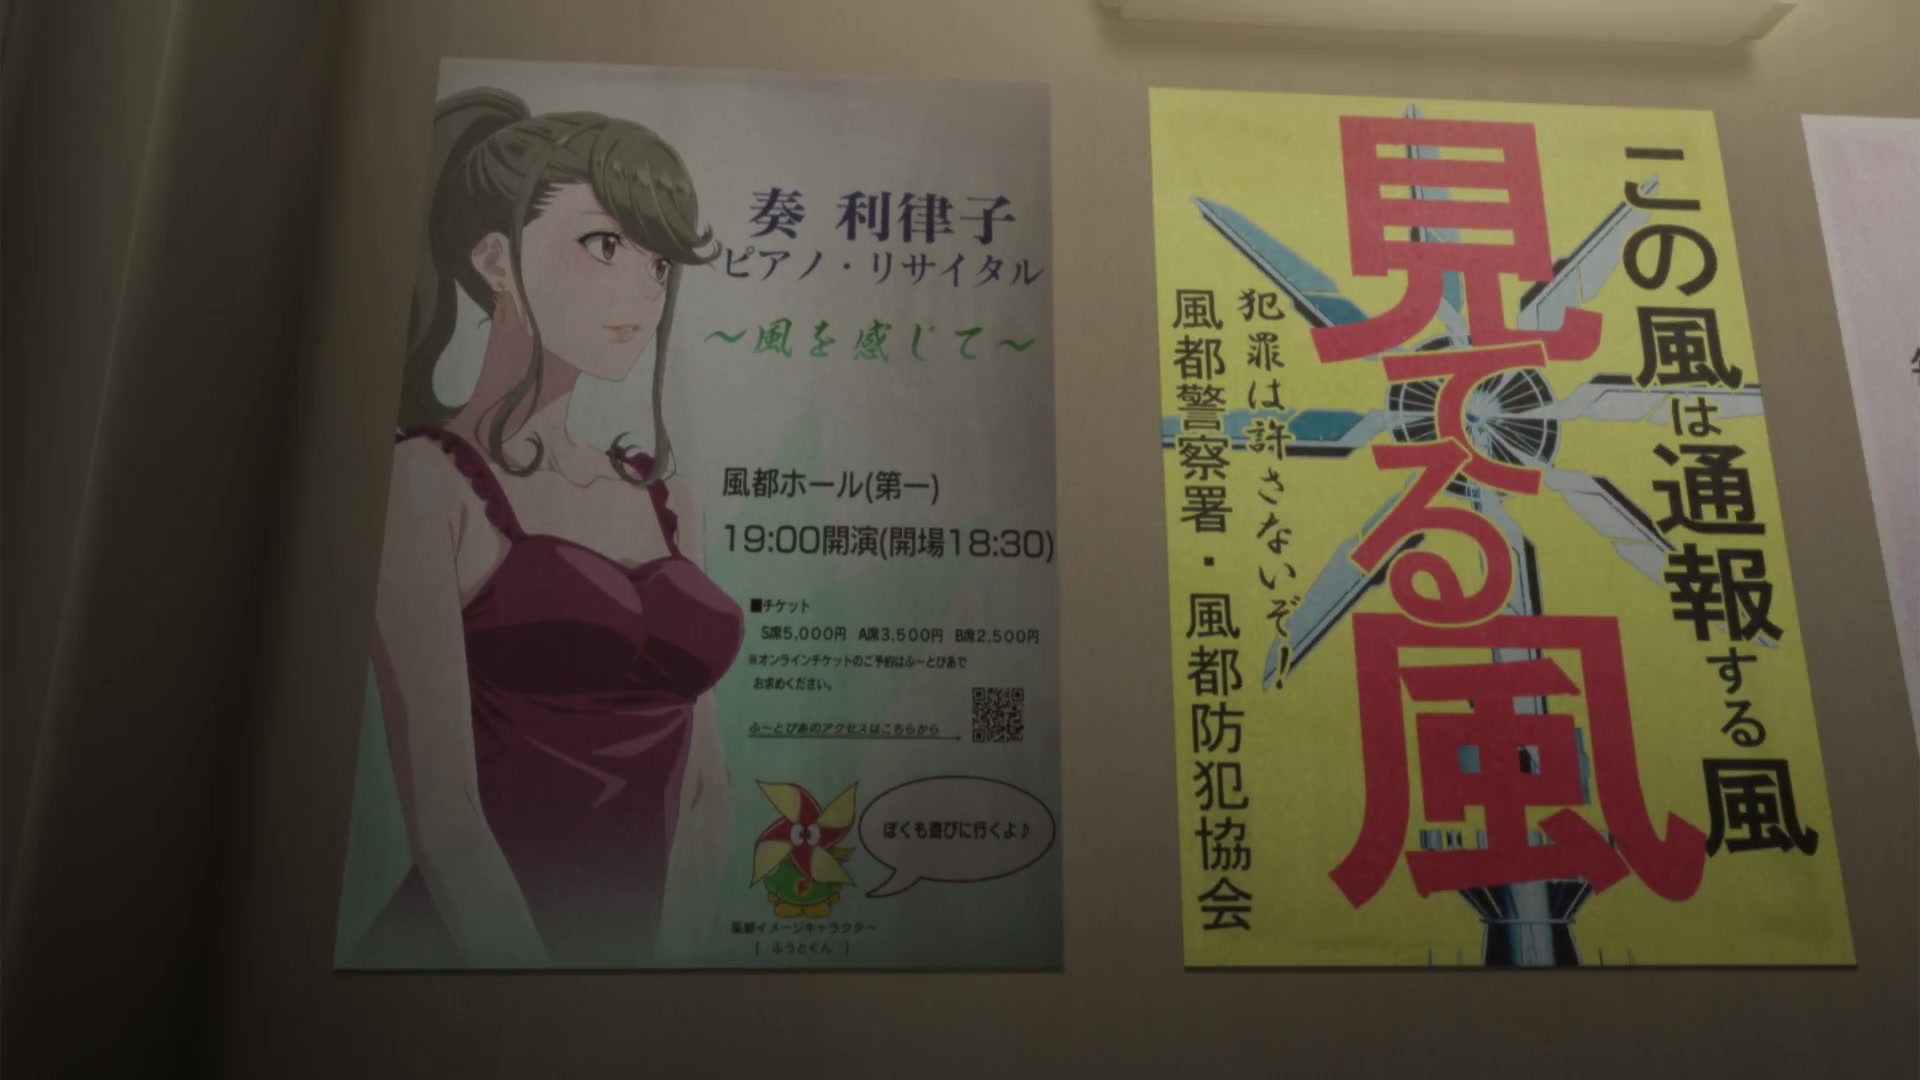 奏 利律子
ピアノ・リサイタル
～風を感じて～
風都ホール(第一)
19:00開演(開場18:30)
■チケット
S席5,000円 A席3,500円 B席2,500円
※オンラインチケットのご予約はふ～とぴあで
お求めください。
ふ～とぴあのアクセスはこちらから
ぼくも遊びに行くよ♪
F
風都イメージキャラクター
[ ふうとくん ]
この風は通報する風
見てる風
犯罪は許さないぞ!
風都警察署・風都防犯協会